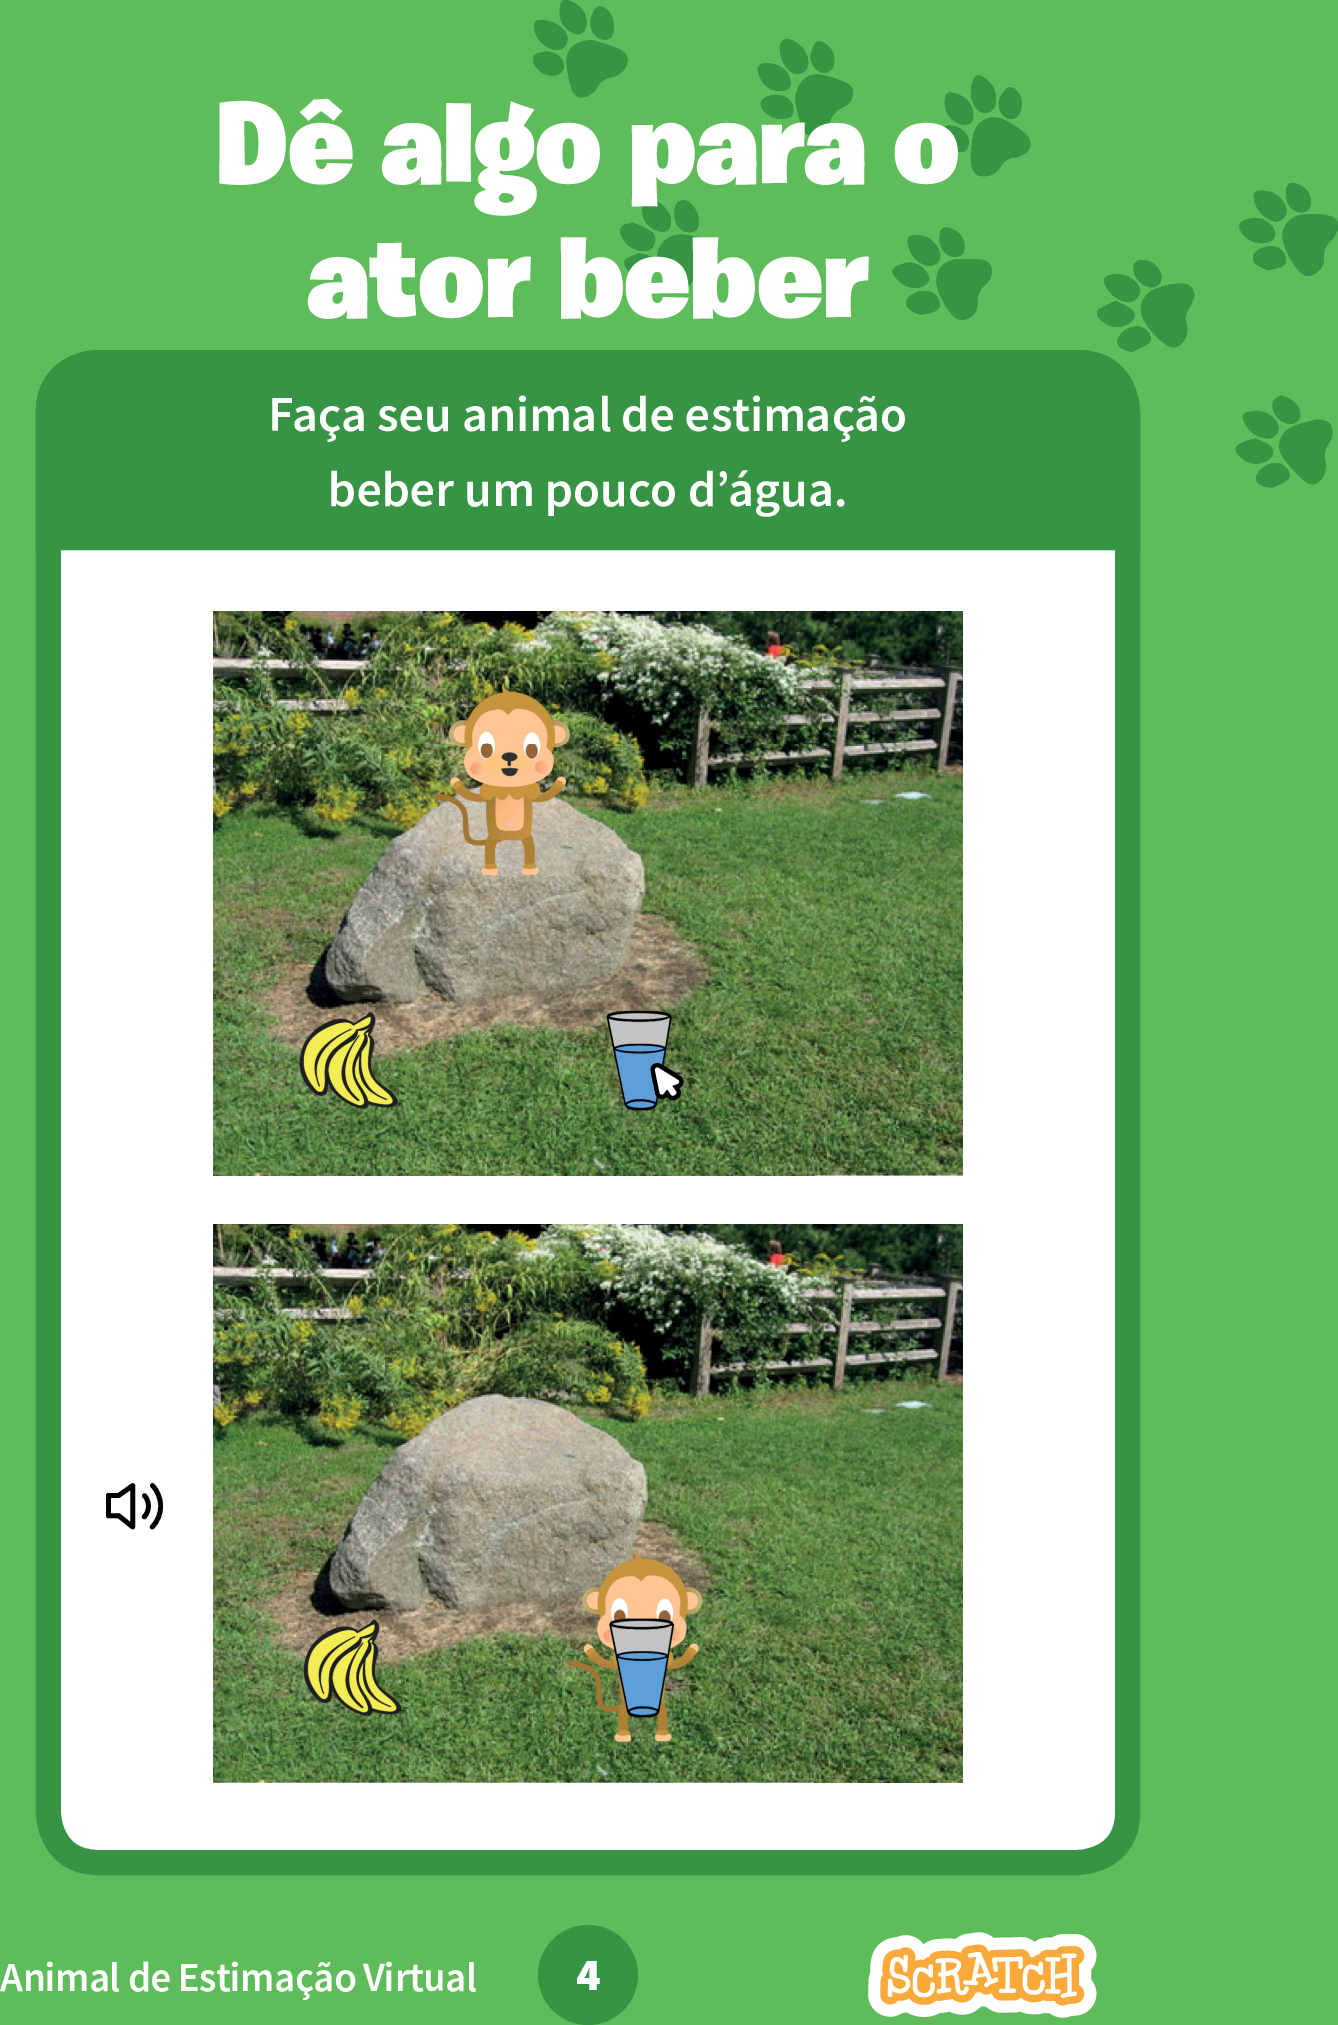 Dê algo para o
ator beber
Faça seu animal de estimação
beber um pouco d’água.
Animal de Estimação Virtual
4
SCRATCH